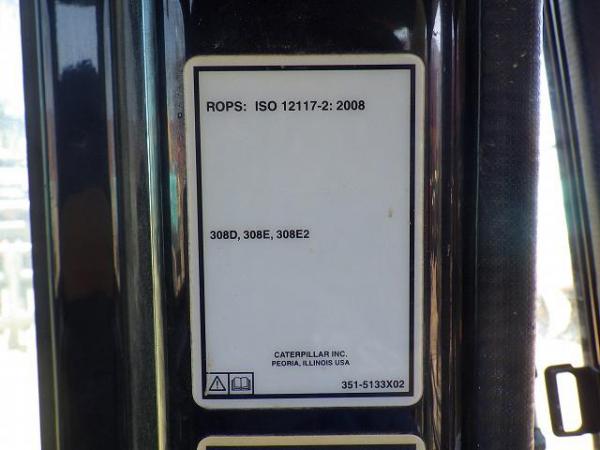 ROPS: ISO 12117-2: 2008
308D, 308E, 308E2
CATERPILLAR INC.
PEORIA, ILLINOIS USA
351-5133X02